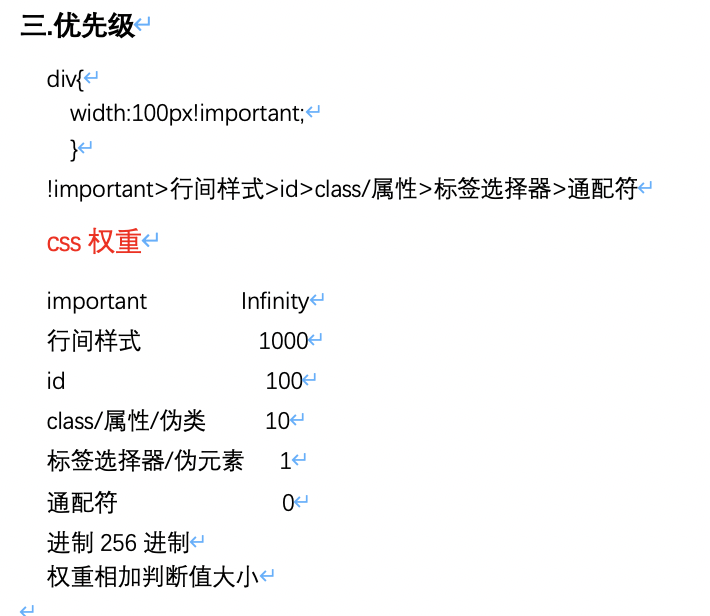 三.优先级
div{
width:100px!important;
}
!important>行间样式>id>class/属性>标签选择器>通配符
css 权重
important Infinity
行间样式 1000
id 100
class/属性/伪类 10
标签选择器/伪元素 1
通配符 0
进制 256 进制
权重相加判断值大小